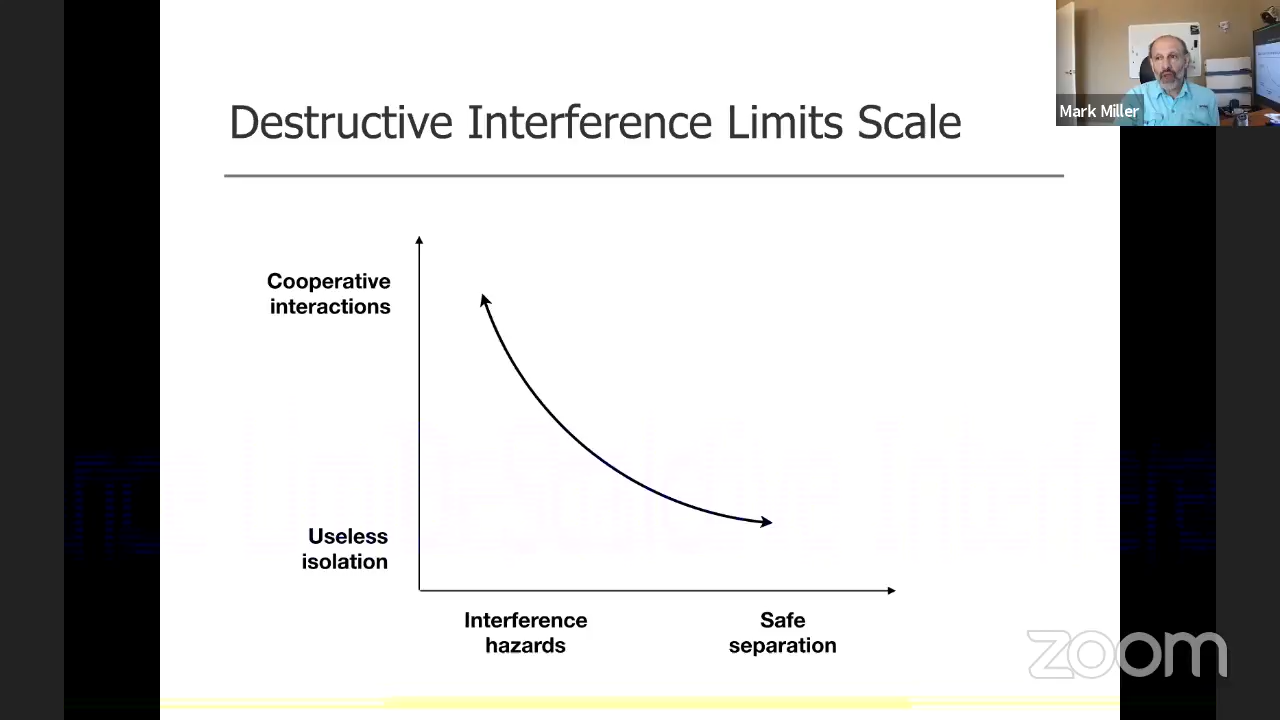 Destructive Interference Limits Scale
Mark Miller
Cooperative
interactions
Useless
isolation
Interference
hazards
Safe
separation
zoom